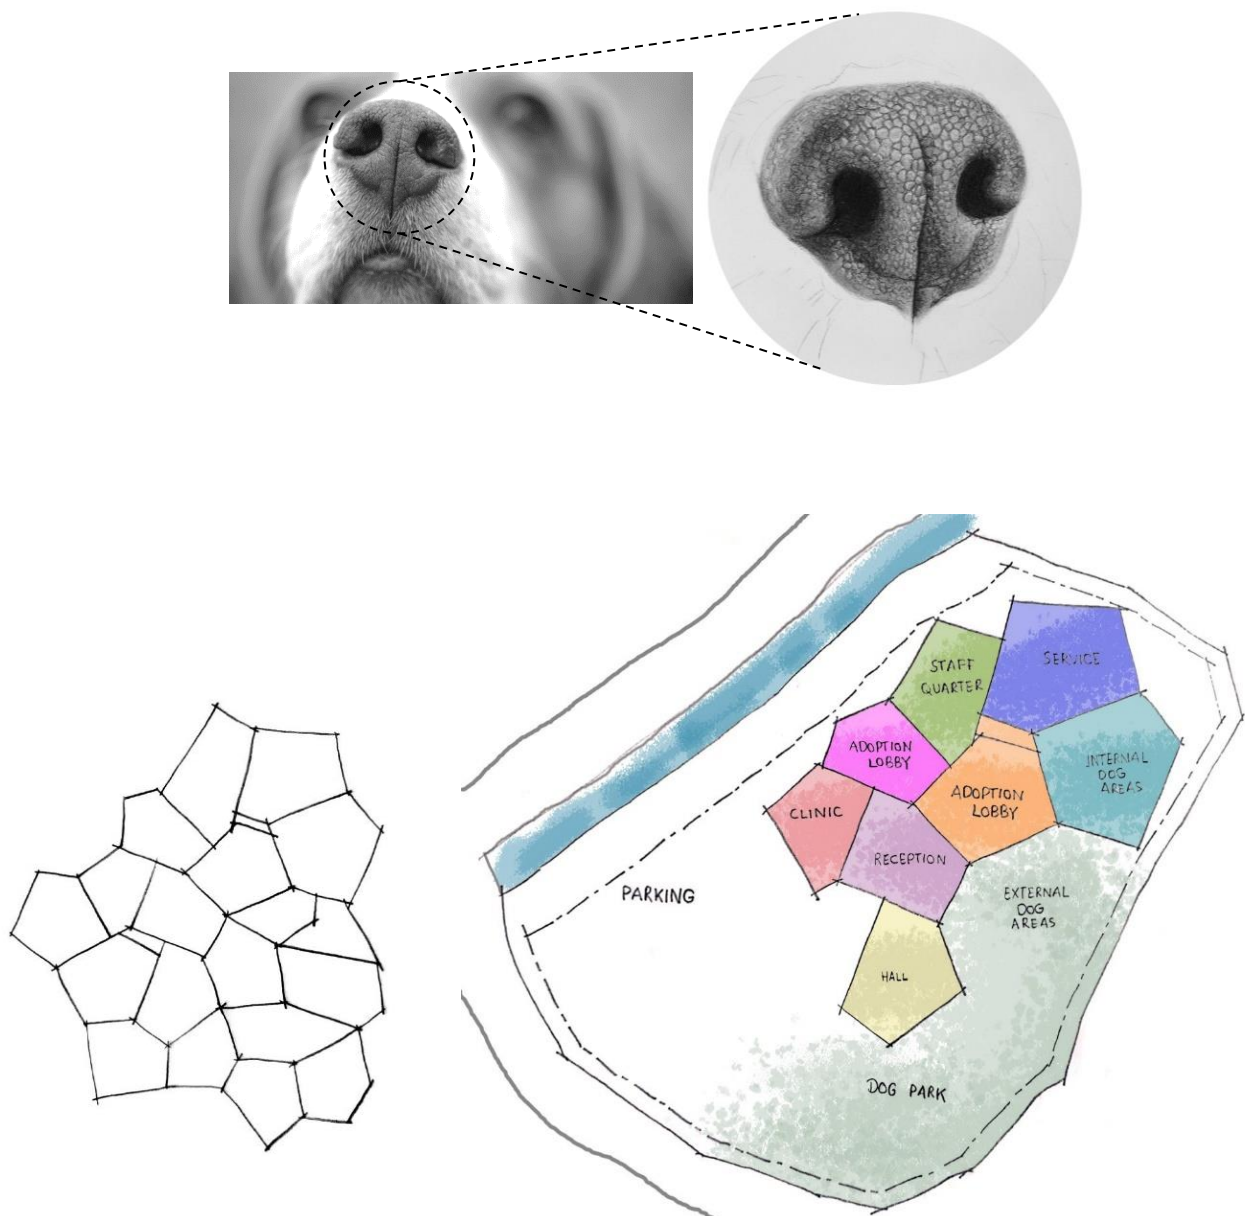 STAFF
QUARTER
SERVICE
ADOPTION
LOBBY
INTERNAL
DOG
AREAS
ADOPTION
LOBBY
CLINIC
RECEPTION
PARKING
EXTERNAL
DOG
AREAS
HALL
DOG PARK